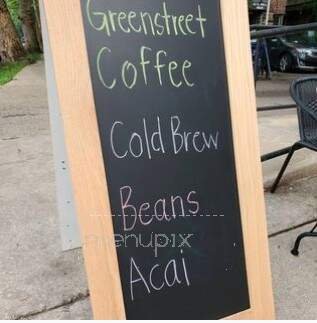 Greenstreet
Coffee
Cold Brew
Beans
menupix
Acai